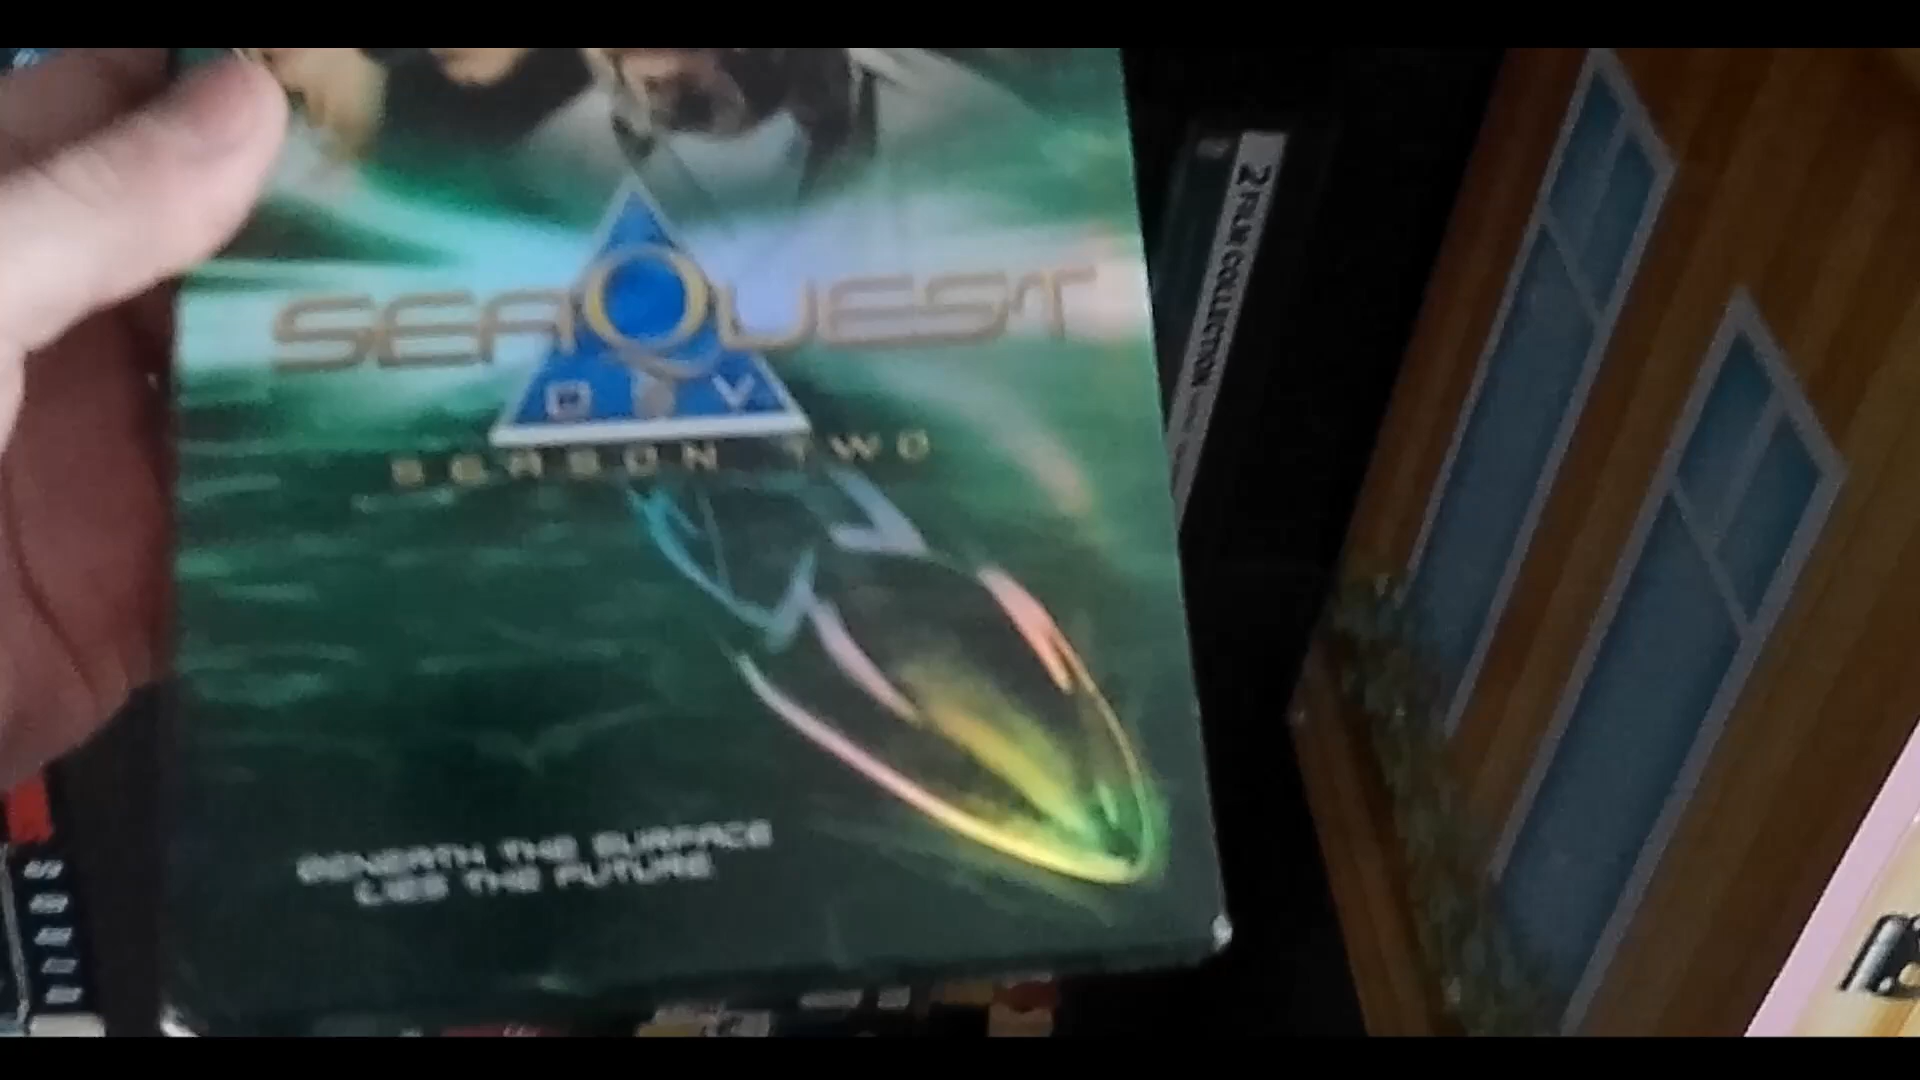 SEAQUEST
DSV
SEASON TWO
BENEATH THE SURFACE
LIES THE FUTURE
2 FILM COLLECTION